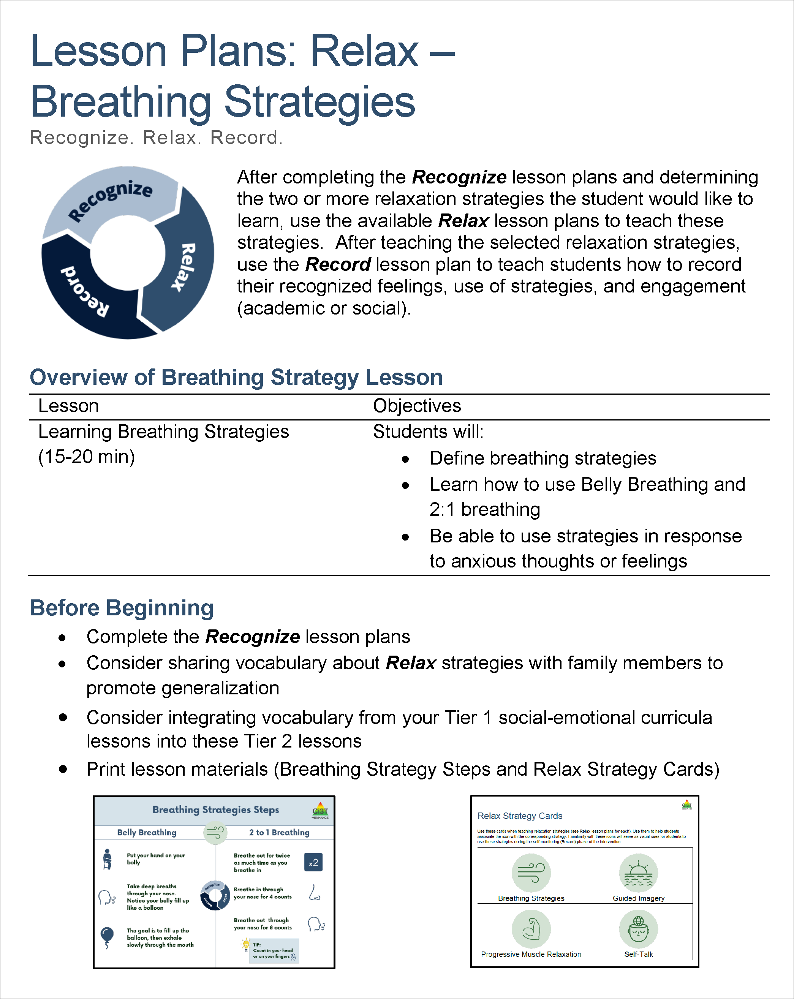 Lesson Plans: Relax –
Breathing Strategies
Recognize. Relax. Record.
Recognize
Relax
Record
After completing the Recognize lesson plans and determining
the two or more relaxation strategies the student would like to
learn, use the available Relax lesson plans to teach these
strategies. After teaching the selected relaxation strategies,
use the Record lesson plan to teach students how to record
their recognized feelings, use of strategies, and engagement
(academic or social).
Overview of Breathing Strategy Lesson
Lesson Objectives
Learning Breathing Strategies
(15-20 min)
Students will:
• Define breathing strategies
• Learn how to use Belly Breathing and
2:1 breathing
• Be able to use strategies in response
to anxious thoughts or feelings
Before Beginning
• Complete the Recognize lesson plans
• Consider sharing vocabulary about Relax strategies with family members to
promote generalization
• Consider integrating vocabulary from your Tier 1 social-emotional curricula
lessons into these Tier 2 lessons
• Print lesson materials (Breathing Strategy Steps and Relax Strategy Cards)
Breathing Strategies Steps
Ci3T
ENHANCE
Belly Breathing
Put your hand on your
belly
Take deep breaths
through your nose.
Notice your belly fill up
like a balloon
The goal is to fill up the
balloon, then exhale
slowly through the mouth
Recognize
Relax
Record
2 to 1 Breathing
Breathe out for twice
as much time as you
breathe in
x2
Breathe in through
your nose for 4 counts
Breathe out through
your nose for 8 counts
TIP:
Count in your head
or on your fingers
Ci3T
Relax Strategy Cards
Use these cards when teaching relaxation strategies (see Relax lesson plans for each). Use them to help students
associate the icon with the corresponding strategy. Familiarity with these icons will serve as visual cues for students to
use these strategies during the self-monitoring (Record) phase of the intervention.
Breathing Strategies
Guided Imagery
Progressive Muscle Relaxation
Self-Talk